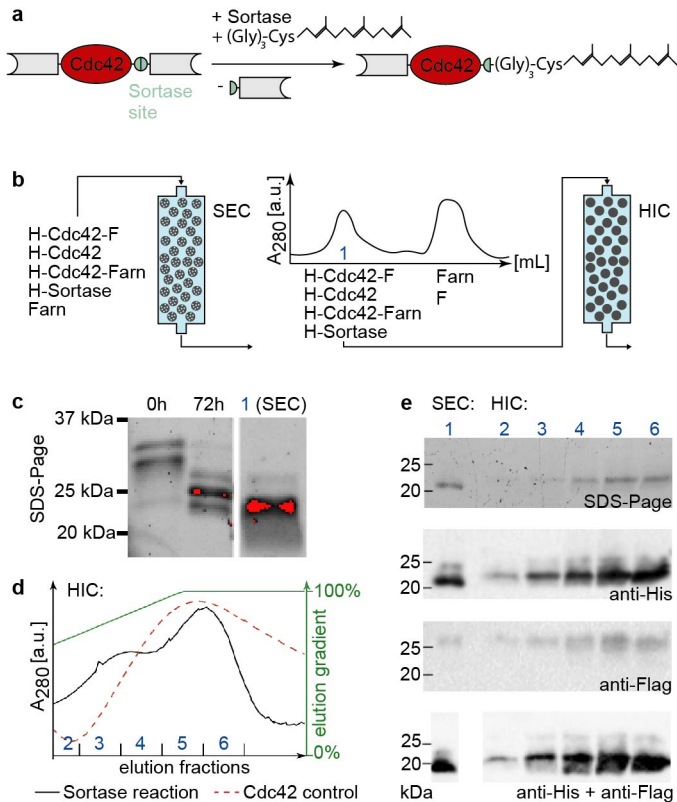 a
+ Sortase
+ (Gly)3-Cys
Cdc42
Sortase
site
-
Cdc42
(Gly)3-Cys
b
SEC
H-Cdc42-F
H-Cdc42
H-Cdc42-Farn
H-Sortase
Farn
A280 [a.u.]
1
[mL]
H-Cdc42-F
H-Cdc42
H-Cdc42-Farn
H-Sortase
Farn
F
HIC
c
0h 72h 1 (SEC)
37 kDa
25 kDa
20 kDa
SDS-Page
d
HIC:
100%
0%
A280 [a.u.]
elution gradient
2 3 4 5 6
elution fractions
Sortase reaction
Cdc42 control
e
SEC: HIC:
1 2 3 4 5 6
25
20
SDS-Page
25
20
anti-His
25
20
anti-Flag
25
20
kDa
anti-His + anti-Flag